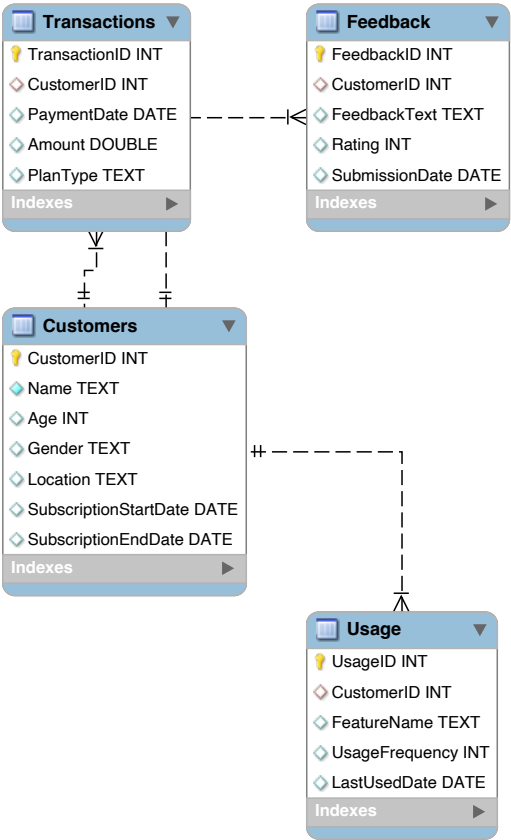 Transactions
TransactionID INT
CustomerID INT
PaymentDate DATE
Amount DOUBLE
PlanType TEXT
Indexes
Feedback
FeedbackID INT
CustomerID INT
FeedbackText TEXT
Rating INT
SubmissionDate DATE
Indexes
Customers
CustomerID INT
Name TEXT
Age INT
Gender TEXT
Location TEXT
SubscriptionStartDate DATE
SubscriptionEndDate DATE
Indexes
Usage
UsageID INT
CustomerID INT
FeatureName TEXT
UsageFrequency INT
LastUsedDate DATE
Indexes